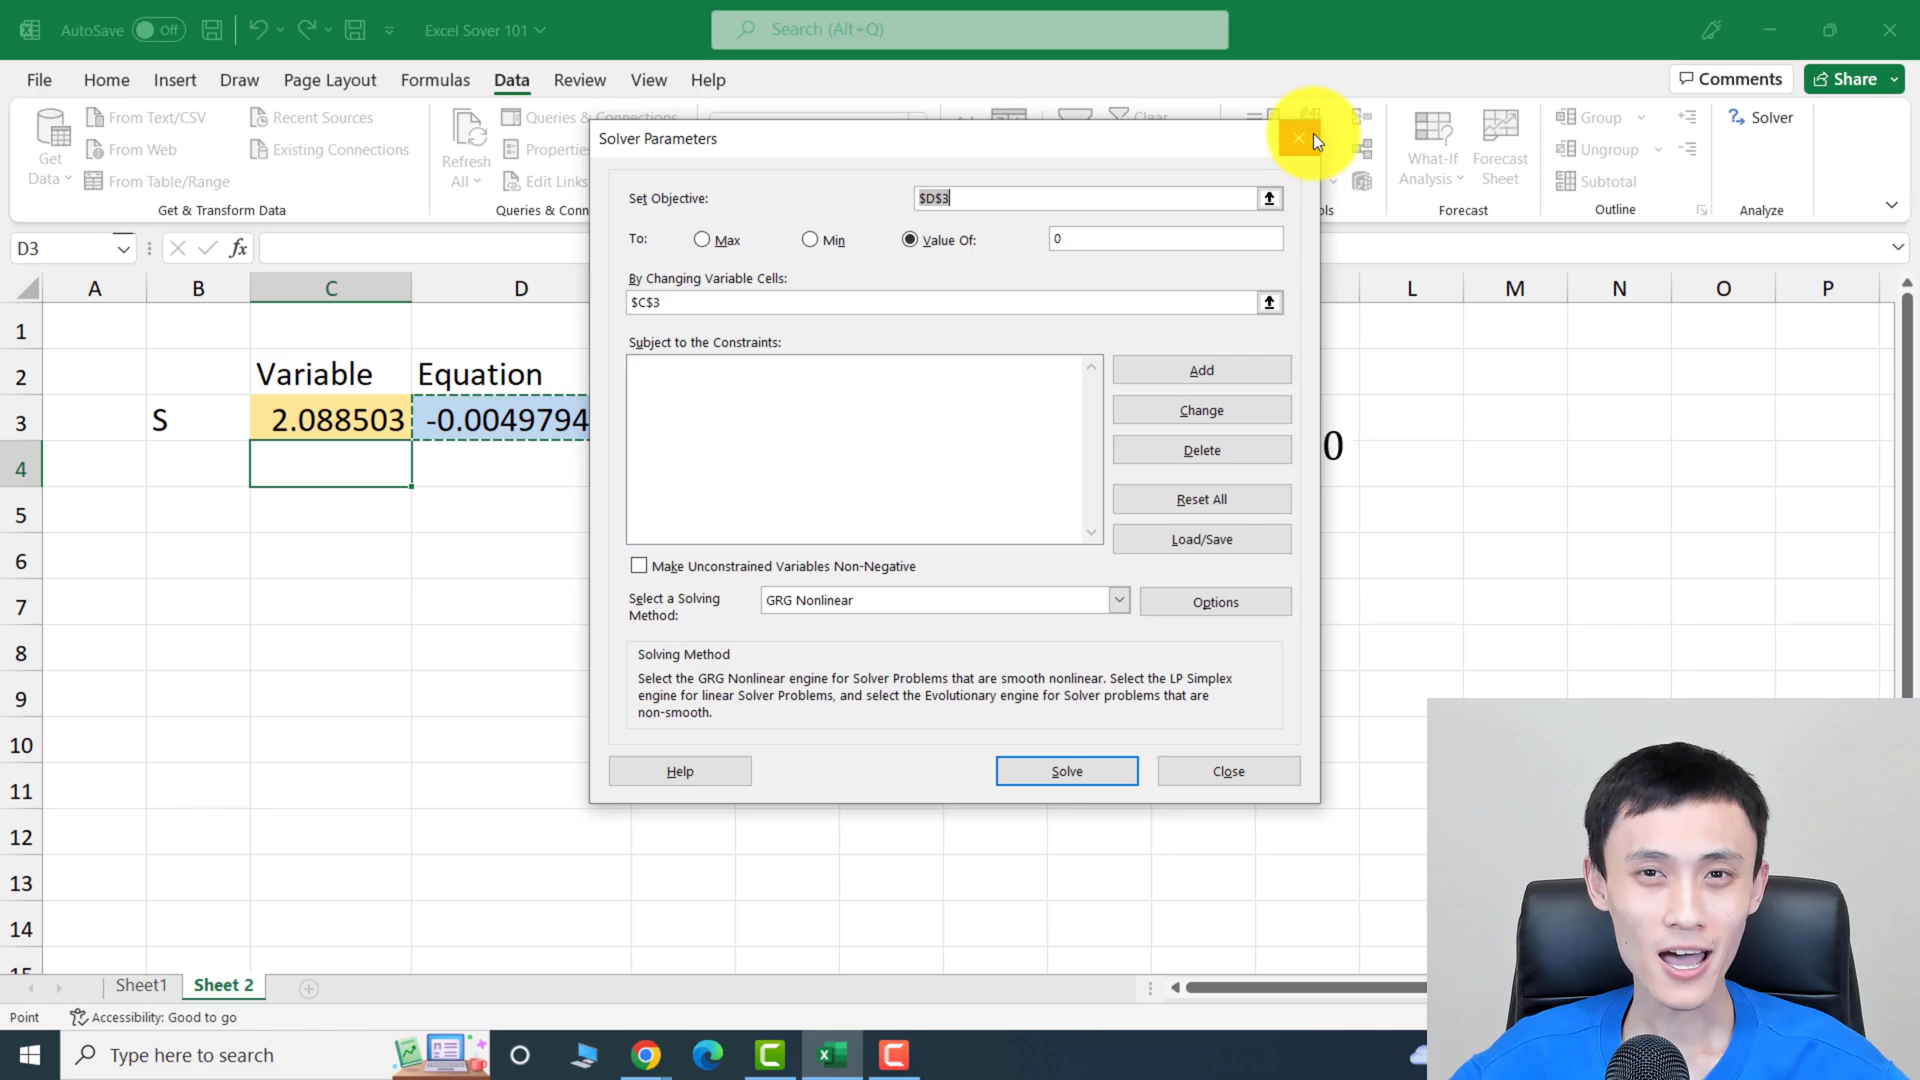 AutoSave Off Excel Sover 101 Search (Alt+Q)
File Home Insert Draw Page Layout Formulas Data Review View Help Comments Share
Get Data
From Text/CSV
From Web
From Table/Range
Recent Sources
Existing Connections
Get & Transform Data
Refresh All
Queries & Connections
Properties
Edit Links
Queries & Conn
Clear
What-If Analysis
Forecast Sheet
Forecast
Group
Ungroup
Subtotal
Outline
Solver
Analyze
D3 fx
A B C D L M N O P
1
2 Variable Equation
3 S 2.088503 -0.0049794
4
0
5
6
7
8
9
10
11
12
13
14
15
Solver Parameters
Set Objective: $D$3
To: Max Min Value Of: 0
By Changing Variable Cells:
$C$3
Subject to the Constraints:
Add
Change
Delete
Reset All
Load/Save
Make Unconstrained Variables Non-Negative
Select a Solving Method: GRG Nonlinear Options
Solving Method
Select the GRG Nonlinear engine for Solver Problems that are smooth nonlinear. Select the LP Simplex
engine for linear Solver Problems, and select the Evolutionary engine for Solver problems that are
non-smooth.
Help Solve Close
Sheet1 Sheet 2
Point Accessibility: Good to go
Type here to search